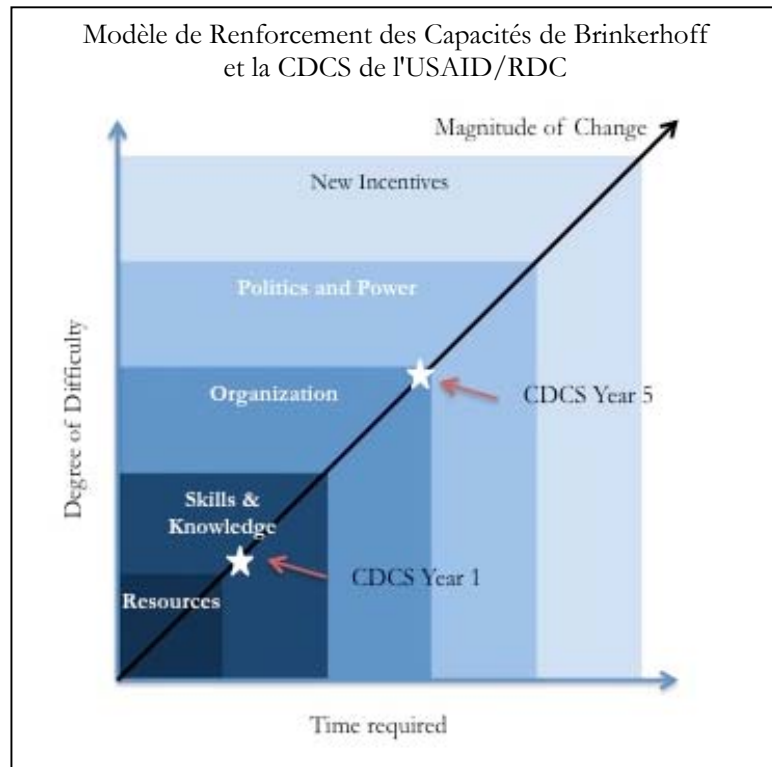 Modèle de Renforcement des Capacités de Brinkerhoff
et la CDCS de l'USAID/RDC
Magnitude of Change
New Incentives
Politics and Power
Organization
CDCS Year 5
Skills &
Knowledge
CDCS Year 1
Resources
Degree of Difficulty
Time required